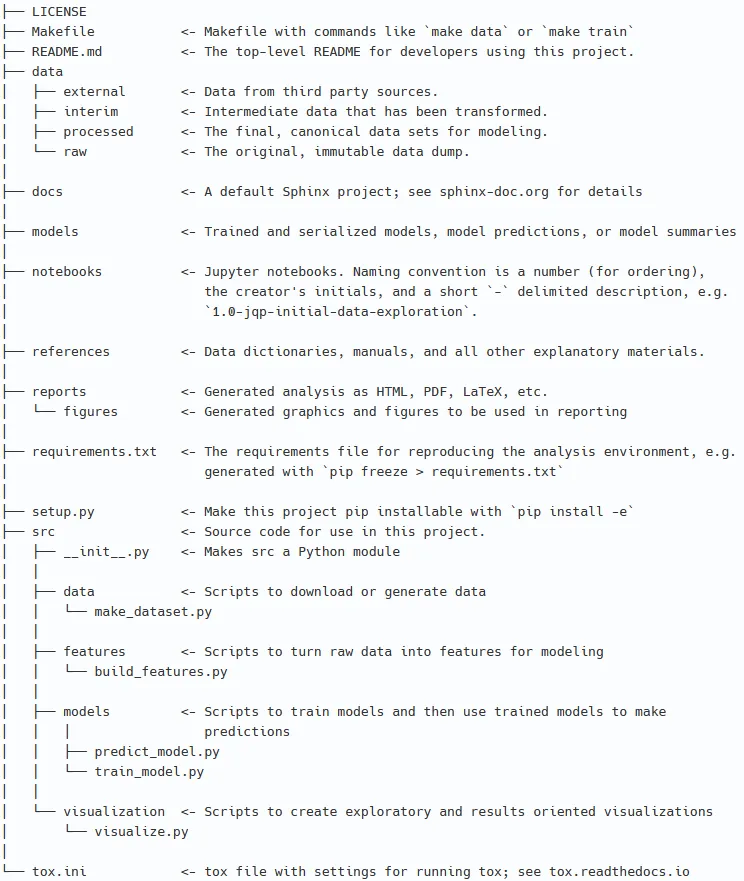 ├── LICENSE
├── Makefile           <- Makefile with commands like `make data` or `make train`
├── README.md          <- The top-level README for developers using this project.
├── data
│   ├── external       <- Data from third party sources.
│   ├── interim        <- Intermediate data that has been transformed.
│   ├── processed      <- The final, canonical data sets for modeling.
│   └── raw            <- The original, immutable data dump.
│
├── docs               <- A default Sphinx project; see sphinx-doc.org for details
│
├── models             <- Trained and serialized models, model predictions, or model summaries
│
├── notebooks          <- Jupyter notebooks. Naming convention is a number (for ordering),
│                         the creator's initials, and a short `-` delimited description, e.g.
│                         `1.0-jqp-initial-data-exploration`.
│
├── references         <- Data dictionaries, manuals, and all other explanatory materials.
│
├── reports            <- Generated analysis as HTML, PDF, LaTeX, etc.
│   └── figures        <- Generated graphics and figures to be used in reporting
│
├── requirements.txt   <- The requirements file for reproducing the analysis environment, e.g.
│                         generated with `pip freeze > requirements.txt`
│
├── setup.py           <- Make this project pip installable with `pip install -e`
├── src                <- Source code for use in this project.
│   ├── __init__.py    <- Makes src a Python module
│   │
│   ├── data           <- Scripts to download or generate data
│   │   └── make_dataset.py
│   │
│   ├── features       <- Scripts to turn raw data into features for modeling
│   │   └── build_features.py
│   │
│   ├── models         <- Scripts to train models and then use trained models to make
│   │   │                 predictions
│   │   ├── predict_model.py
│   │   └── train_model.py
│   │
│   └── visualization  <- Scripts to create exploratory and results oriented visualizations
│       └── visualize.py
│
└── tox.ini            <- tox file with settings for running tox; see tox.readthedocs.io